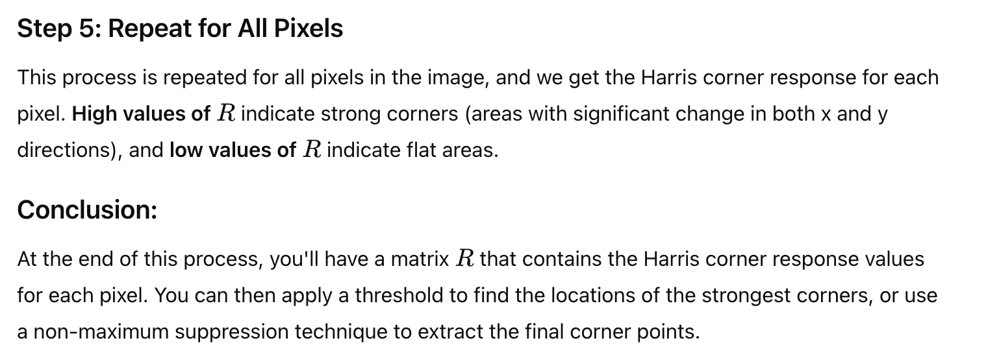 Step 5: Repeat for All Pixels
This process is repeated for all pixels in the image, and we get the Harris corner response for each
pixel. High values of R indicate strong corners (areas with significant change in both x and y
directions), and low values of R indicate flat areas.
Conclusion:
At the end of this process, you'll have a matrix R that contains the Harris corner response values
for each pixel. You can then apply a threshold to find the locations of the strongest corners, or use
a non-maximum suppression technique to extract the final corner points.